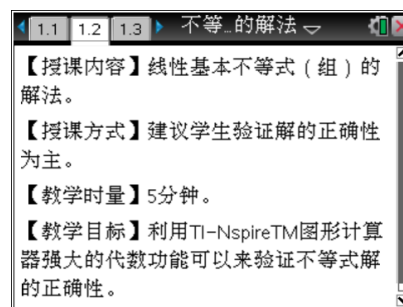 1.1 1.2 1.3 不等…的解法
【授课内容】线性基本不等式（组）的
解法。
【授课方式】建议学生验证解的正确性
为主。
【教学时量】5分钟。
【教学目标】利用TI-NspireTM图形计算
器强大的代数功能可以来验证不等式解
的正确性。